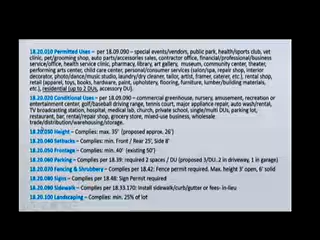 18.20.010 Permitted Uses – per 18.09.090 – special events/vendors, public park, health/sports club, vet
clinic, pet/grooming shop, auto parts/accessories sales, contractor office, financial/professional/business
service/office, health service clinic, pharmacy, library, art gallery, museum, community center, theater,
performing arts center, child care center, personal/consumer services (salon/spa, repair shop, interior
decorator, photo/dance/music studio, laundry/dry cleaner, tailor, artist, framer, caterer, etc.), rental shop,
retail (apparel, toys, books, hardware, paint, upholstery, flooring, furniture, lumber/building materials,
etc.), residential (up to 2 DUs), accessory DU).
18.20.020 Conditional Uses – per 18.09.090 – commercial greenhouse, nursery, amusement, recreation or
entertainment center, golf/baseball driving range, tennis court, major appliance repair, auto wash/rental,
TV broadcasting station, hospital, medical lab, church, private school, single/multi DUs, parking lot,
restaurant, bar, rental/repair shop, grocery store, mixed-use business, wholesale
trade/distribution/warehousing/storage.
18.20.030 Height – Complies: max. 35' (proposed approx. 26')
18.20.040 Setbacks – Complies: min. Front / Rear 25', Side 8'
18.20.050 Frontage – Complies: min. 40' (existing 50')
18.20.060 Parking – Complies per 18.39: required 2 spaces / DU (proposed 3/DU. 2 in driveway, 1 in garage)
18.20.070 Fencing & Shrubbery – Complies per 18.42: Fence permit required. Max. height 3' open, 6' solid
18.20.080 Signs – Complies per 18.48: Sign Permit required
18.20.090 Sidewalk – Complies per 18.33.170: Install sidewalk/curb/gutter or fees- in-lieu
18.20.100 Landscaping – Complies: min. 25% of lot